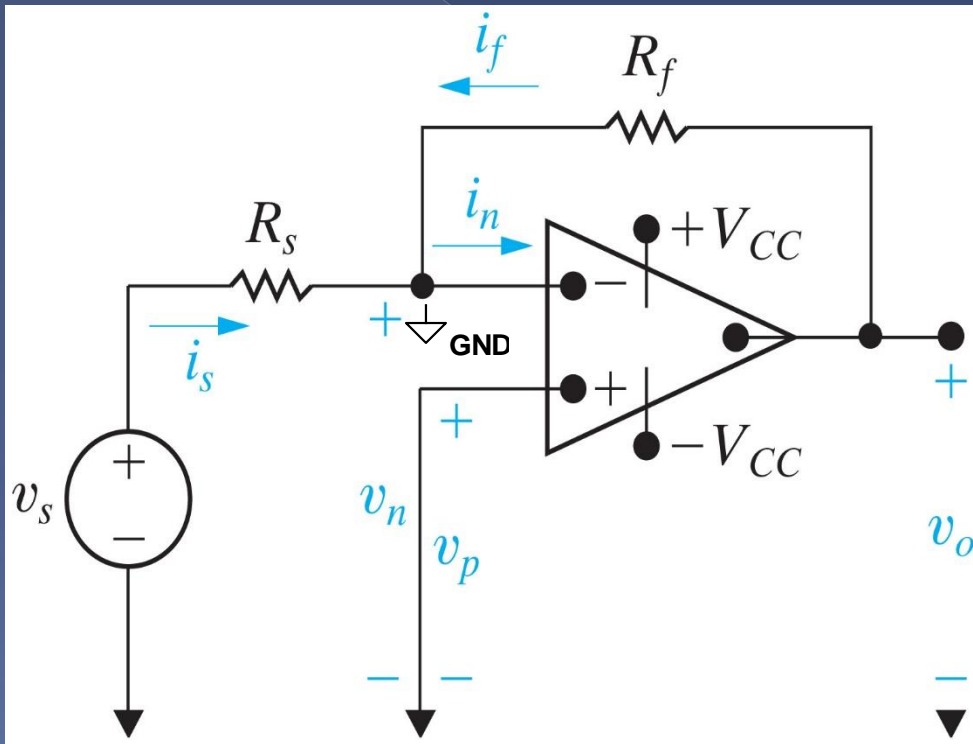 i_f
R_f
R_s
i_n
+V_CC
−
+
GND
i_s
+
+
+
−V_CC
v_s
+
−
v_n
v_p
v_o
−
−
−